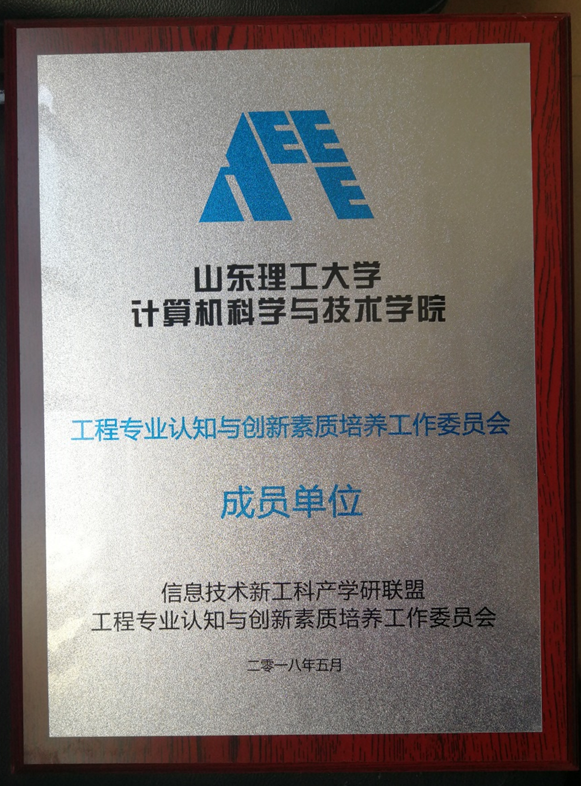 AEEE
山东理工大学
计算机科学与技术学院
工程专业认知与创新素质培养工作委员会
成员单位
信息技术新工科产学研联盟
工程专业认知与创新素质培养工作委员会
二零一八年五月